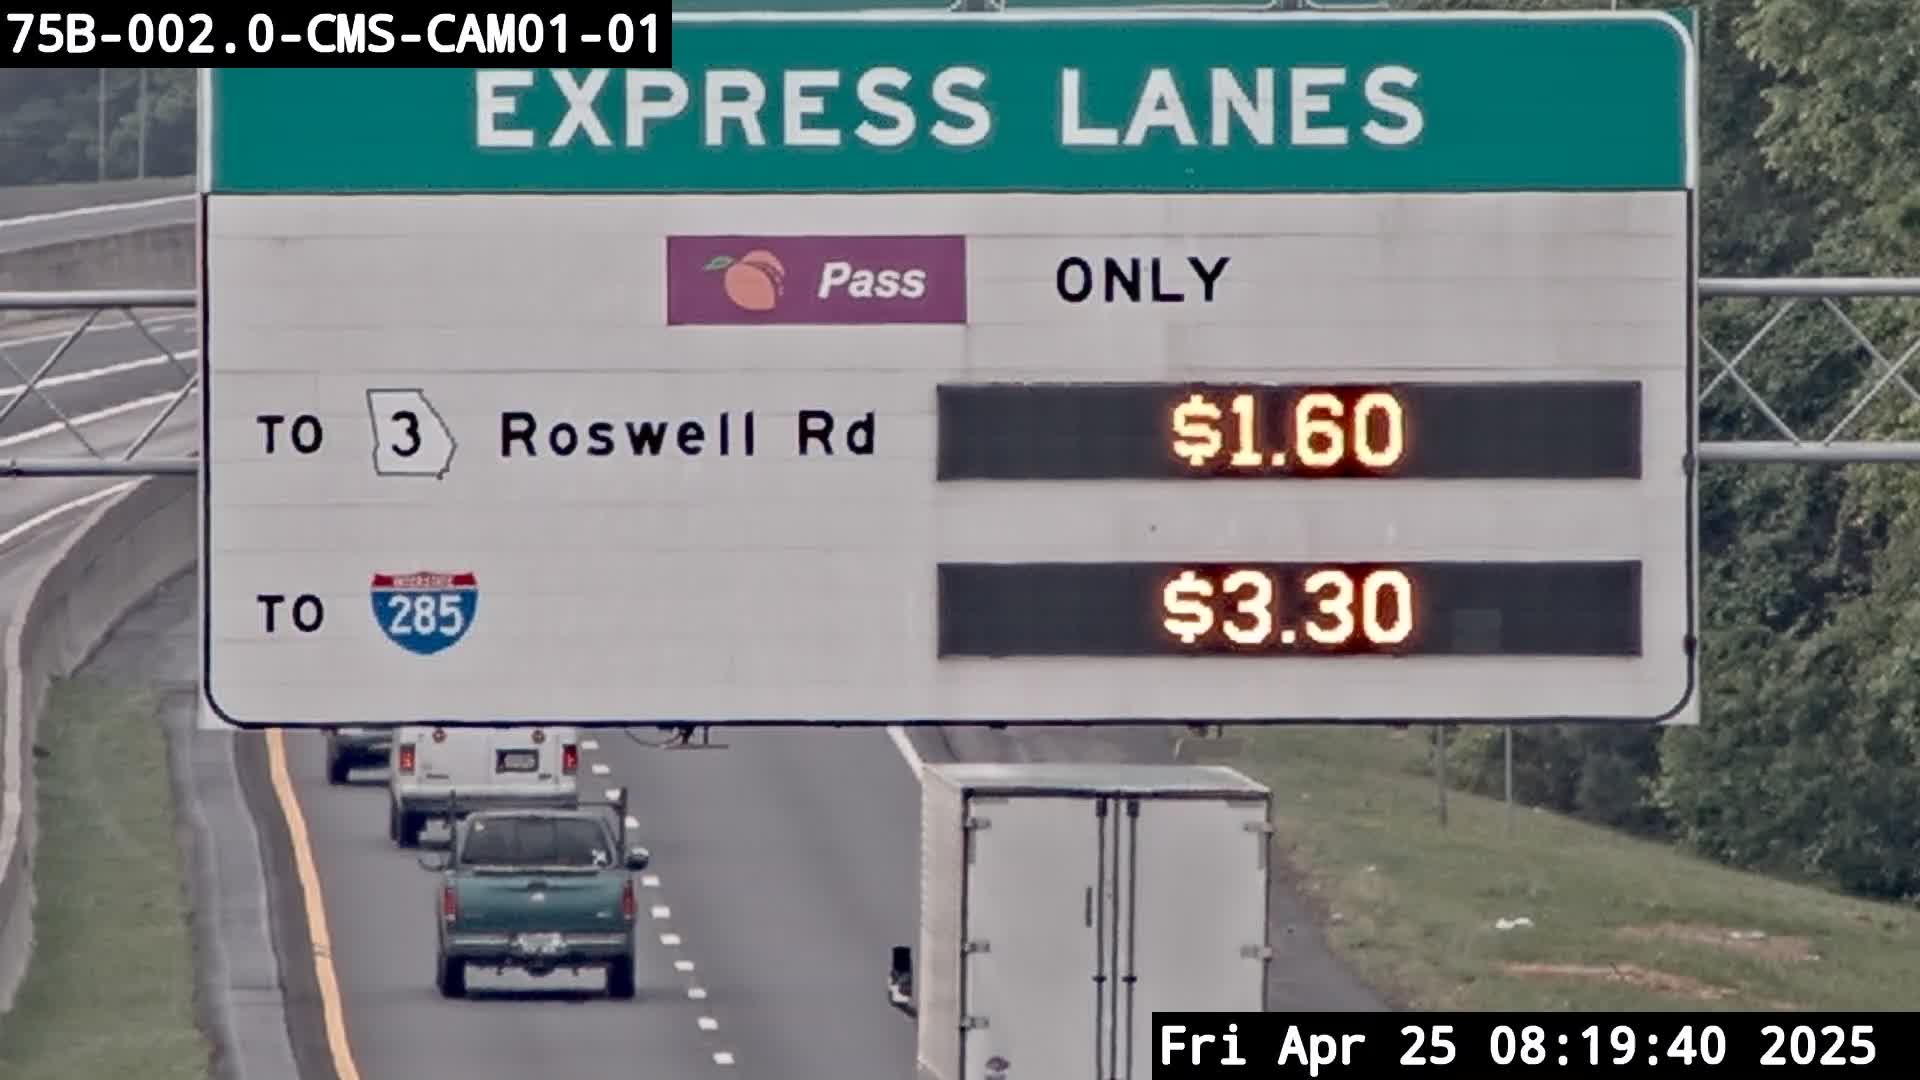 75B-002.0-CMS-CAM01-01
EXPRESS LANES
Pass ONLY
TO 3 Roswell Rd $1.60
INTERSTATE
TO 285 $3.30
Fri Apr 25 08:19:40 2025